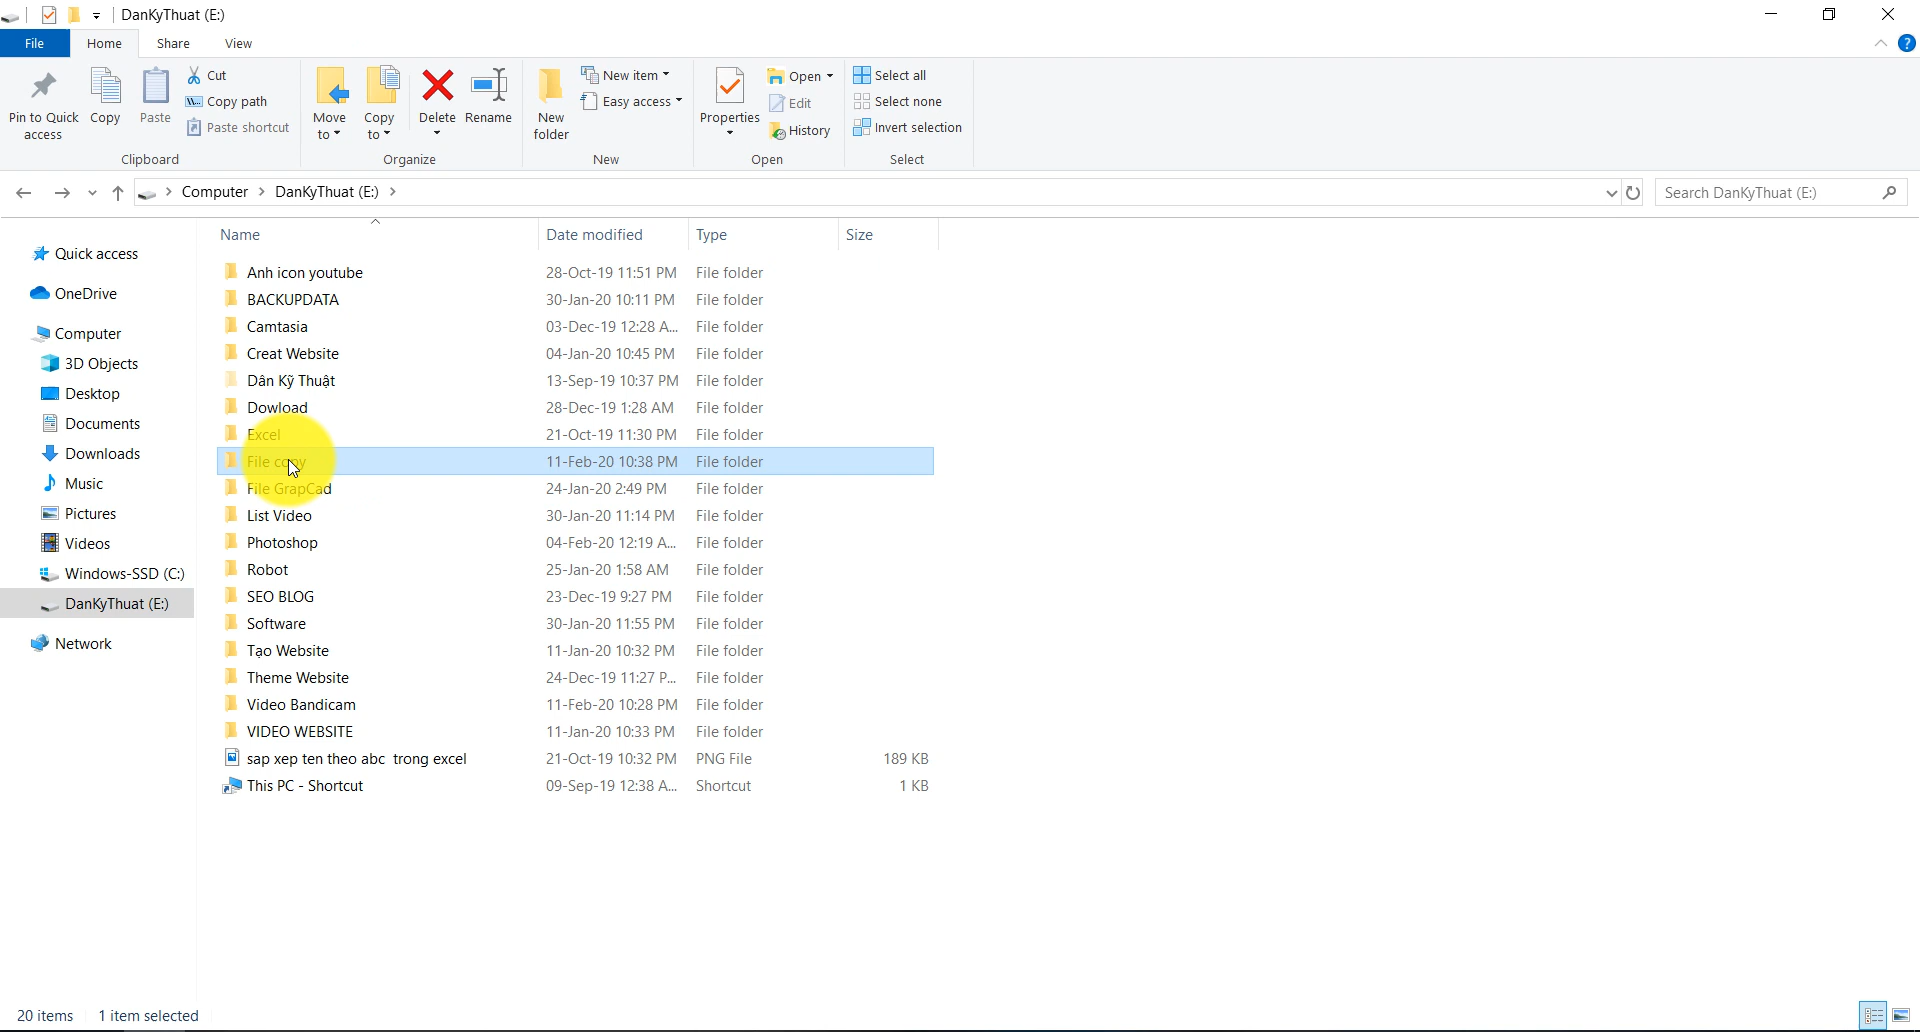 DanKyThuat (E:)
File Home Share View
Pin to Quick access
Copy
Paste
Cut
Copy path
Paste shortcut
Clipboard
Move to
Copy to
Delete
Rename
Organize
New folder
New item
Easy access
New
Properties
Open
Edit
History
Open
Select all
Select none
Invert selection
Select
Computer > DanKyThuat (E:) >
Search DanKyThuat (E:)
Quick access
OneDrive
Computer
3D Objects
Desktop
Documents
Downloads
Music
Pictures
Videos
Windows-SSD (C:)
DanKyThuat (E:)
Network
Name Date modified Type Size
Anh icon youtube 28-Oct-19 11:51 PM File folder
BACKUPDATA 30-Jan-20 10:11 PM File folder
Camtasia 03-Dec-19 12:28 A... File folder
Creat Website 04-Jan-20 10:45 PM File folder
Dân Kỹ Thuật 13-Sep-19 10:37 PM File folder
Dowload 28-Dec-19 1:28 AM File folder
Excel 21-Oct-19 11:30 PM File folder
File copy 11-Feb-20 10:38 PM File folder
File GrapCad 24-Jan-20 2:49 PM File folder
List Video 30-Jan-20 11:14 PM File folder
Photoshop 04-Feb-20 12:19 A... File folder
Robot 25-Jan-20 1:58 AM File folder
SEO BLOG 23-Dec-19 9:27 PM File folder
Software 30-Jan-20 11:55 PM File folder
Tạo Website 11-Jan-20 10:32 PM File folder
Theme Website 24-Dec-19 11:27 P... File folder
Video Bandicam 11-Feb-20 10:28 PM File folder
VIDEO WEBSITE 11-Jan-20 10:33 PM File folder
sap xep ten theo abc trong excel 21-Oct-19 10:32 PM PNG File 189 KB
This PC - Shortcut 09-Sep-19 12:38 A... Shortcut 1 KB
20 items 1 item selected